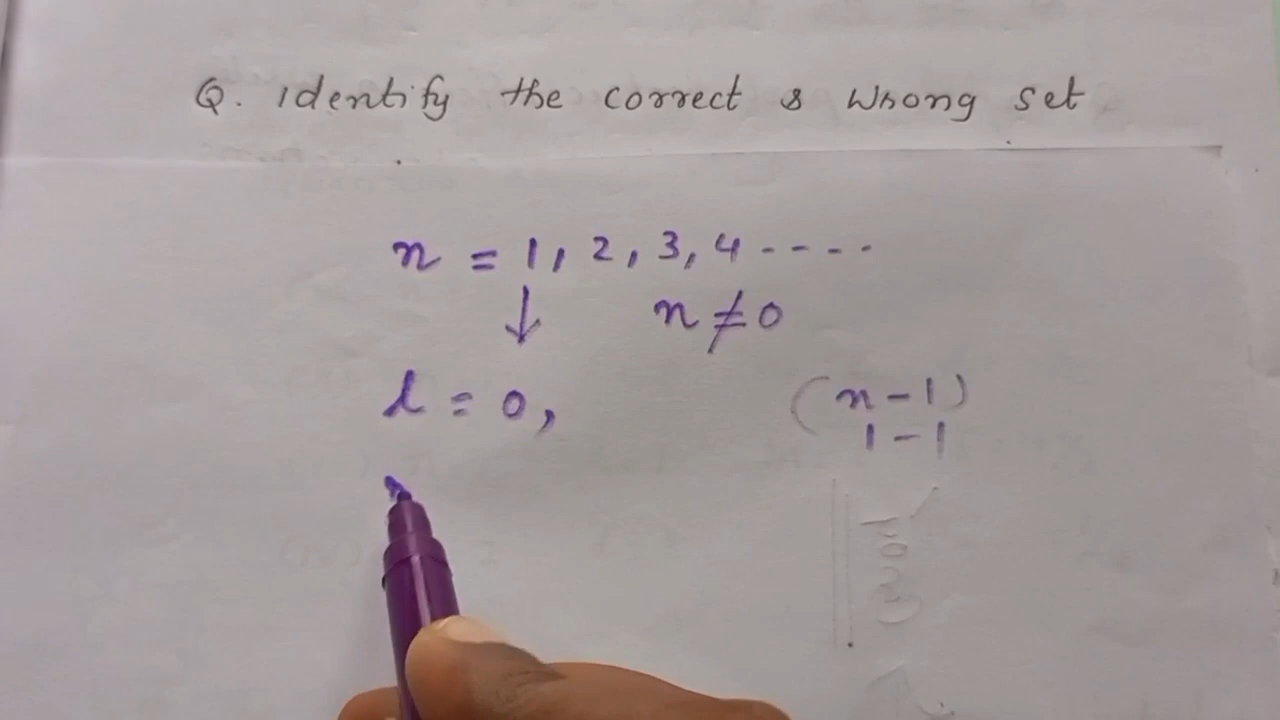 Q. Identify the correct & wrong set
n = 1, 2, 3, 4 ----
n ≠ 0
l = 0,
(n - 1)
1 - 1